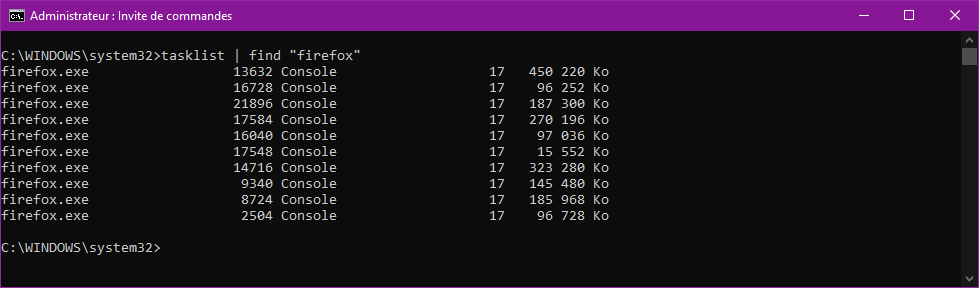 Administrateur : Invite de commandes
C:\WINDOWS\system32>tasklist | find "firefox"
firefox.exe                  13632 Console                   17   450 220 Ko
firefox.exe                  16728 Console                   17    96 252 Ko
firefox.exe                  21896 Console                   17   187 300 Ko
firefox.exe                  17584 Console                   17   270 196 Ko
firefox.exe                  16040 Console                   17    97 036 Ko
firefox.exe                  17548 Console                   17    15 552 Ko
firefox.exe                  14716 Console                   17   323 280 Ko
firefox.exe                   9340 Console                   17   145 480 Ko
firefox.exe                   8724 Console                   17   185 968 Ko
firefox.exe                   2504 Console                   17    96 728 Ko
C:\WINDOWS\system32>